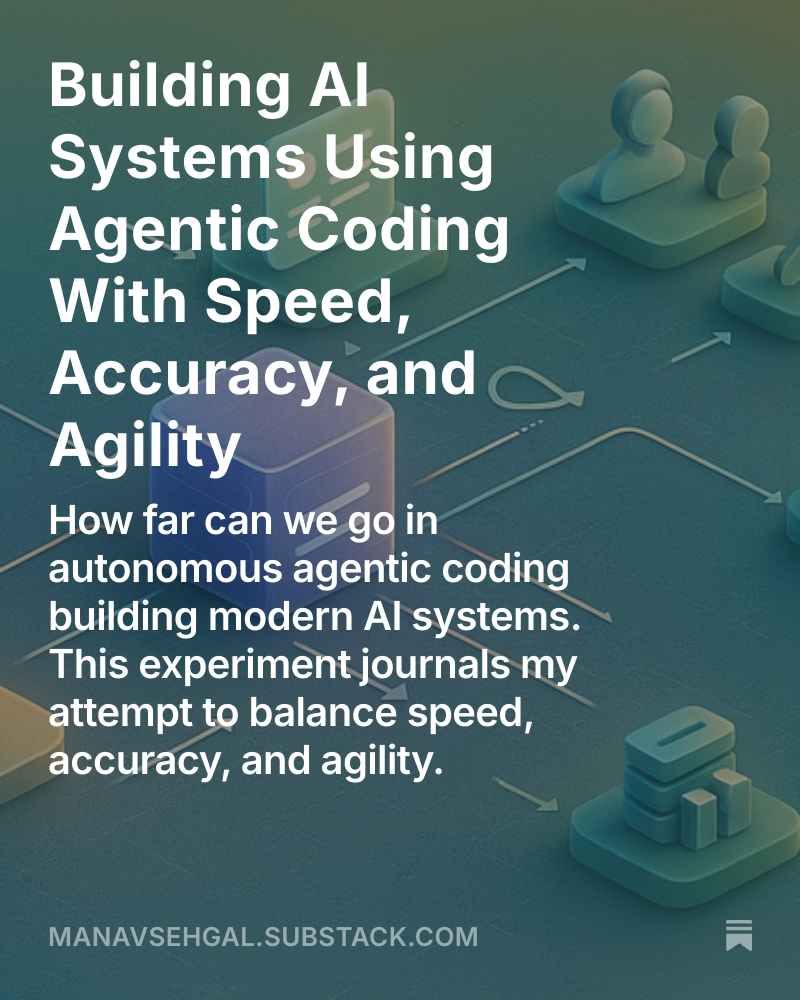 Building AI
Systems Using
Agentic Coding
With Speed,
Accuracy, and
Agility
How far can we go in
autonomous agentic coding
building modern AI systems.
This experiment journals my
attempt to balance speed,
accuracy, and agility.
MANAVSEHGAL.SUBSTACK.COM